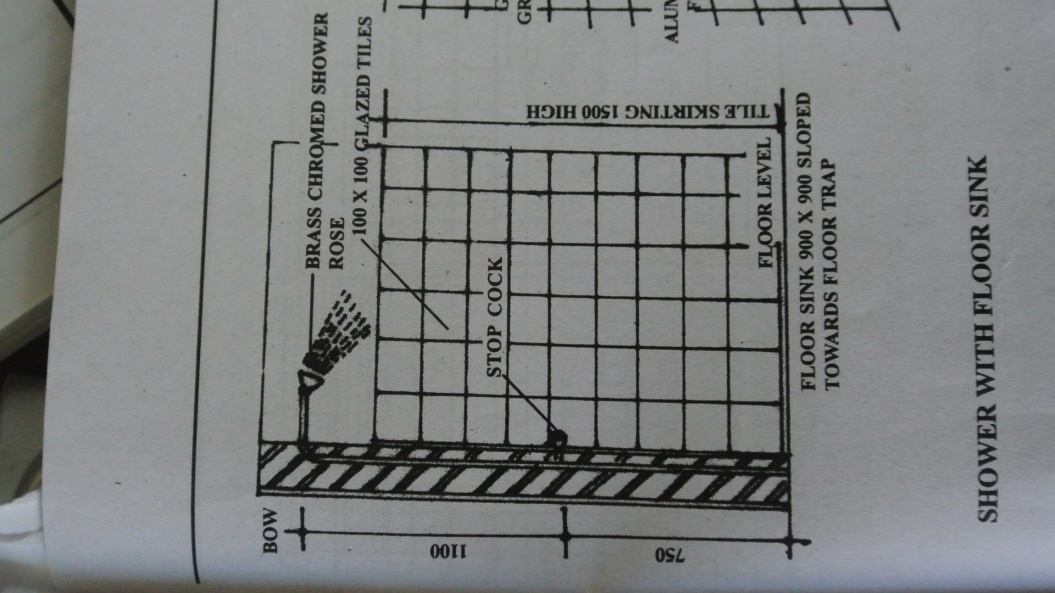 BRASS CHROMED SHOWER
ROSE
100 X 100 GLAZED TILES
STOP COCK
TILE SKIRTING 1500 HIGH
FLOOR LEVEL
FLOOR SINK 900 X 900 SLOPED
TOWARDS FLOOR TRAP
BOW
1100
750
SHOWER WITH FLOOR SINK